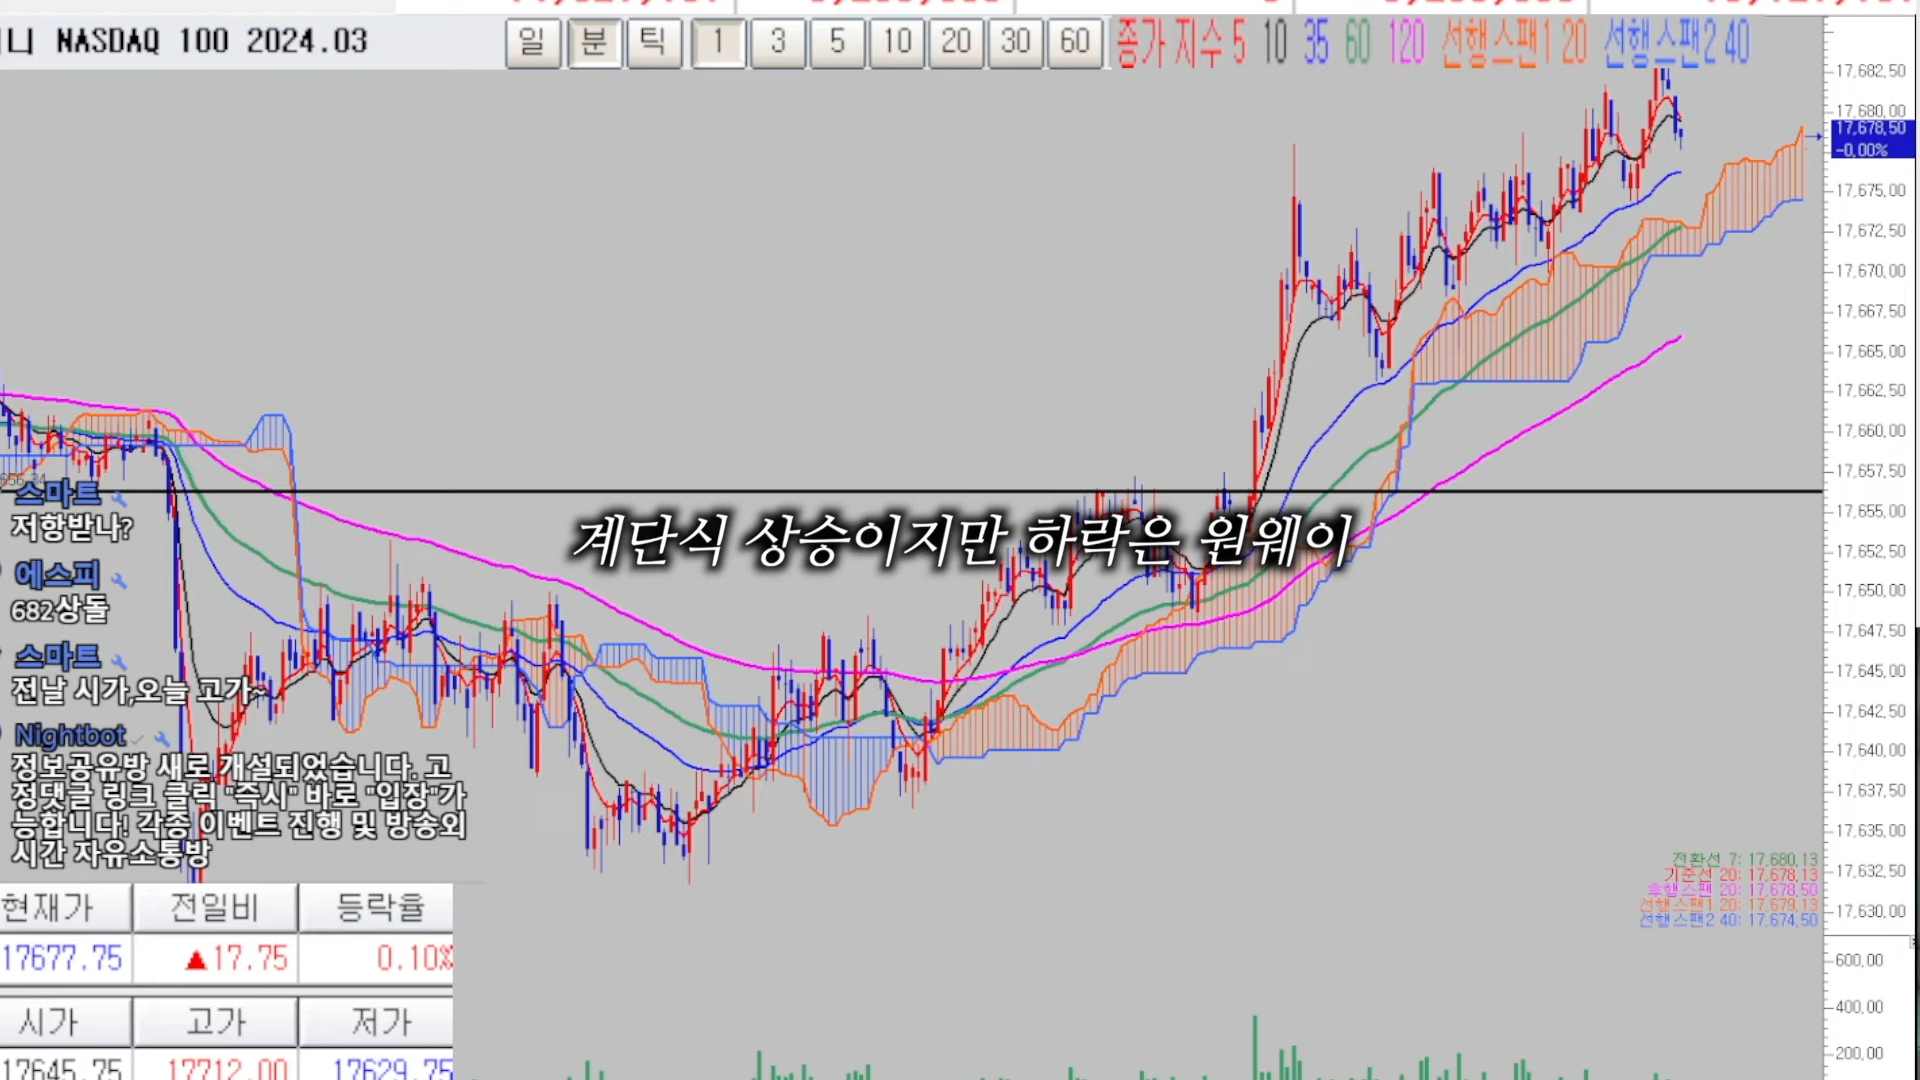 니 NASDAQ 100 2024.03
일 분 틱 1 3 5 10 20 30 60
종가 지수 5 10 35 60 120 선행스팬1 20 선행스팬2 40
17,682.50
17,680.00
17,678.50
-0.00%
17,675.00
17,672.50
17,670.00
17,667.50
17,665.00
17,662.50
17,660.00
17,657.50
17,655.00
17,652.50
17,650.00
17,647.50
17,645.00
17,642.50
17,640.00
17,637.50
17,635.00
17,632.50
17,630.00
600.00
400.00
200.00
계단식 상승이지만 하락은 원웨이
스마트
저항받나?
에스피
682상돌
스마트
전날 시가,오늘 고가~
Nightbot
정보공유방 새로 개설되었습니다. 고
정댓글 링크 클릭 "즉시" 바로 "입장"가
능합니다! 각종 이벤트 진행 및 방송외
시간 자유소통방
전환선 7: 17,680.13
기준선 20: 17,678.13
후행스팬 20: 17,678.50
선행스팬1 20: 17,679.13
선행스팬2 40: 17,674.50
현재가 전일비 등락율
17677.75 ▲17.75 0.10%
시가 고가 저가
17645.75 17712.00 17629.75